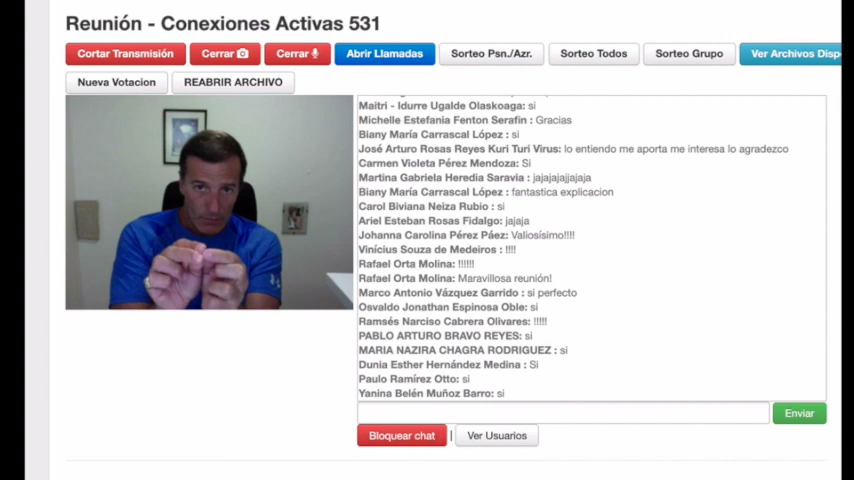 Reunión - Conexiones Activas 531
Cortar Transmisión Cerrar Cerrar Abrir Llamadas Sorteo Psn./Azr. Sorteo Todos Sorteo Grupo Ver Archivos
Nueva Votacion REABRIR ARCHIVO
Maitri - Idurre Ugalde Olaskoaga: si
Michelle Estefania Fenton Serafin : Gracias
Biany María Carrascal López : si
José Arturo Rosas Reyes Kuri Turi Virus: lo entiendo me aporta me interesa lo agradezco
Carmen Violeta Pérez Mendoza: Si
Martina Gabriela Heredia Saravia : jajajajajjajaja
Biany María Carrascal López : fantastica explicacion
Carol Biviana Neiza Rubio : si
Ariel Esteban Rosas Fidalgo: jajaja
Johanna Carolina Pérez Páez: Valiosísimo!!!!
Vinícius Souza de Medeiros : !!!!
Rafael Orta Molina: !!!!!!
Rafael Orta Molina: Maravillosa reunión!
Marco Antonio Vázquez Garrido : si perfecto
Osvaldo Jonathan Espinosa Oble: si
Ramsés Narciso Cabrera Olivares: !!!!!
PABLO ARTURO BRAVO REYES: si
MARIA NAZIRA CHAGRA RODRIGUEZ : si
Dunia Esther Hernández Medina : Si
Paulo Ramírez Otto: si
Yanina Belén Muñoz Barro: si
Enviar
Bloquear chat | Ver Usuarios